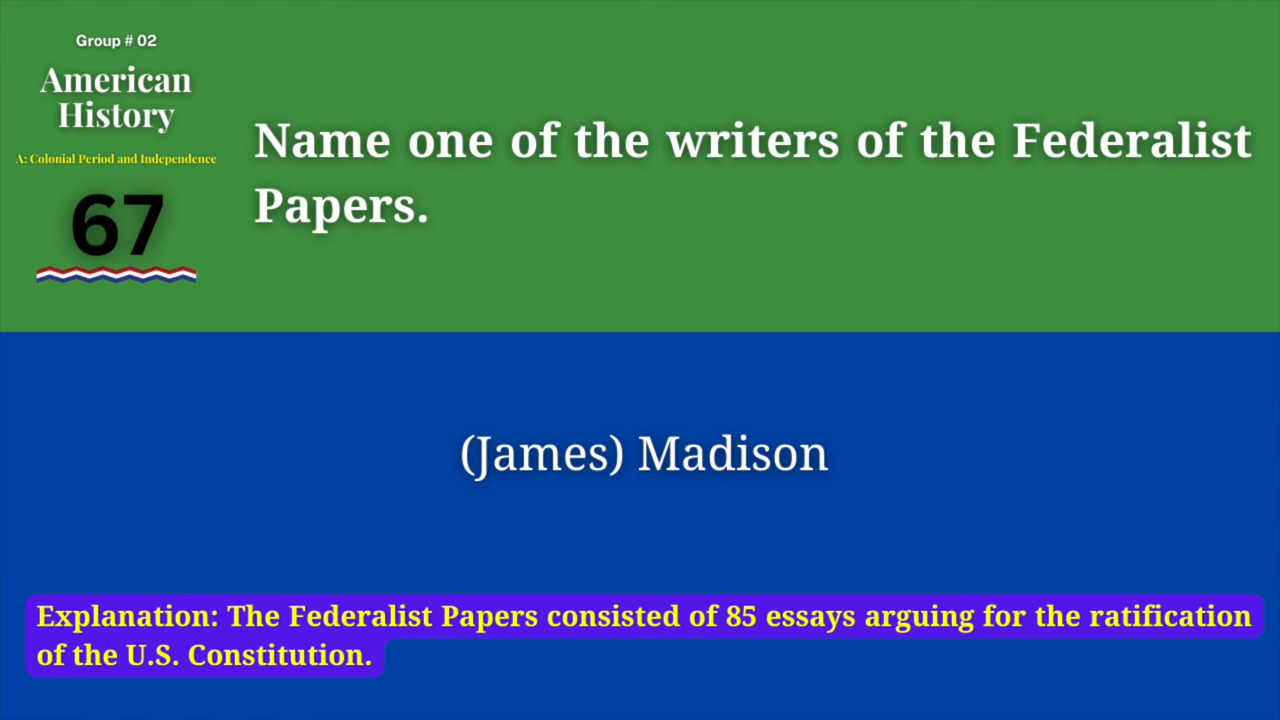 Group # 02
American
History
A: Colonial Period and Independence
67
Name one of the writers of the Federalist
Papers.
(James) Madison
Explanation: The Federalist Papers consisted of 85 essays arguing for the ratification
of the U.S. Constitution.